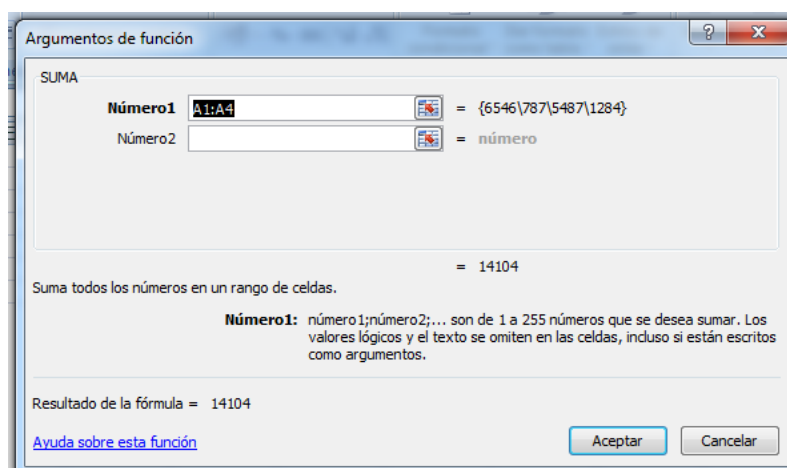 Argumentos de función
SUMA
Número1 A1:A4 = {6546\787\5487\1284}
Número2 = número
= 14104
Suma todos los números en un rango de celdas.
Número1: número1;número2;... son de 1 a 255 números que se desea sumar. Los
valores lógicos y el texto se omiten en las celdas, incluso si están escritos
como argumentos.
Resultado de la fórmula = 14104
Ayuda sobre esta función Aceptar Cancelar